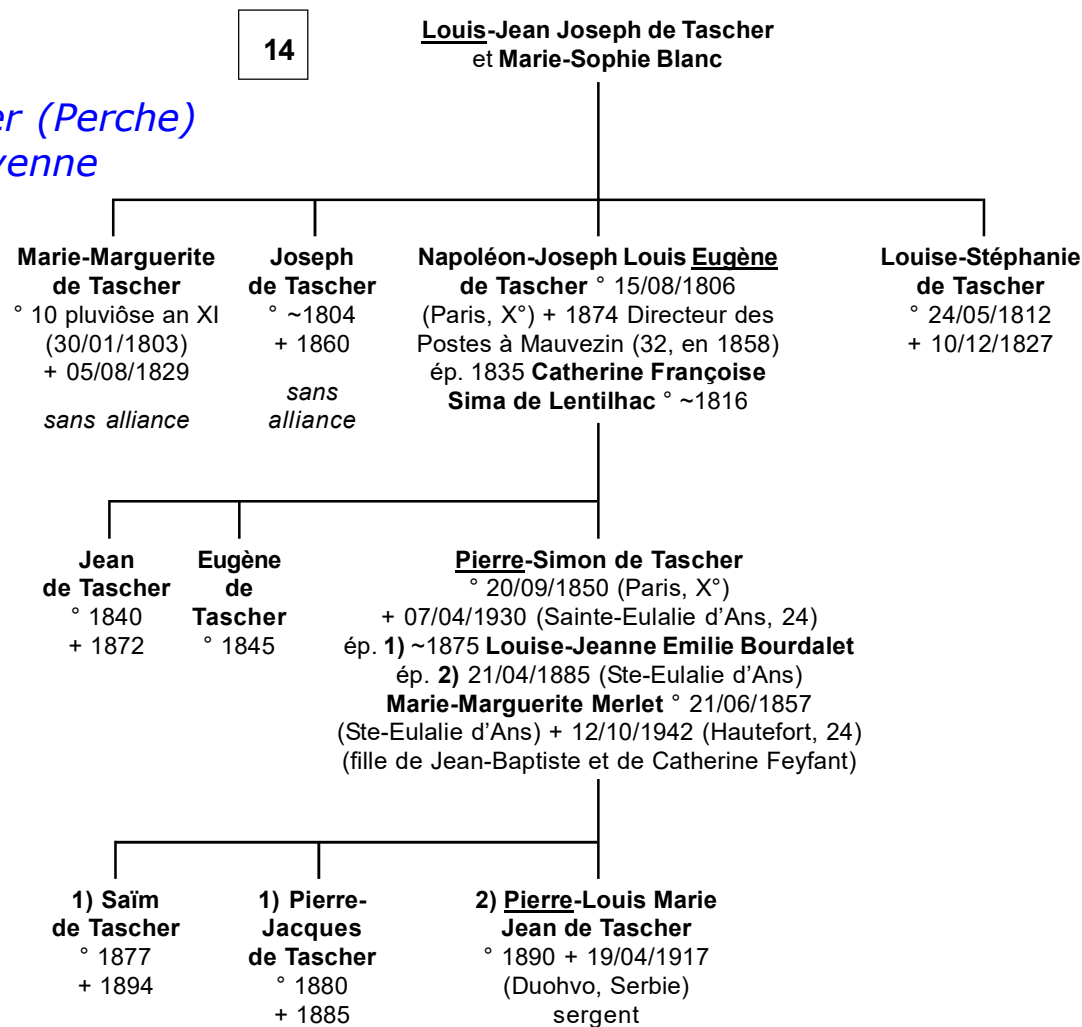 14
Louis-Jean Joseph de Tascher
et Marie-Sophie Blanc
er (Perche)
yenne
Marie-Marguerite
de Tascher
° 10 pluviôse an XI
(30/01/1803)
+ 05/08/1829
sans alliance
Joseph
de Tascher
° ~1804
+ 1860
sans
alliance
Napoléon-Joseph Louis Eugène
de Tascher ° 15/08/1806
(Paris, X°) + 1874 Directeur des
Postes à Mauvezin (32, en 1858)
ép. 1835 Catherine Françoise
Sima de Lentilhac ° ~1816
Louise-Stéphanie
de Tascher
° 24/05/1812
+ 10/12/1827
Jean
de Tascher
° 1840
+ 1872
Eugène
de
Tascher
° 1845
Pierre-Simon de Tascher
° 20/09/1850 (Paris, X°)
+ 07/04/1930 (Sainte-Eulalie d'Ans, 24)
ép. 1) ~1875 Louise-Jeanne Emilie Bourdalet
ép. 2) 21/04/1885 (Ste-Eulalie d'Ans)
Marie-Marguerite Merlet ° 21/06/1857
(Ste-Eulalie d'Ans) + 12/10/1942 (Hautefort, 24)
(fille de Jean-Baptiste et de Catherine Feyfant)
1) Saïm
de Tascher
° 1877
+ 1894
1) Pierre-
Jacques
de Tascher
° 1880
+ 1885
2) Pierre-Louis Marie
Jean de Tascher
° 1890 + 19/04/1917
(Duohvo, Serbie)
sergent